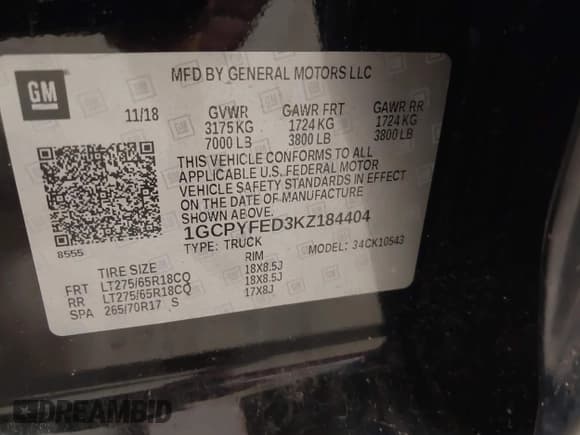 GM
MFD BY GENERAL MOTORS LLC
11/18 GVWR GAWR FRT GAWR RR
3175 KG 1724 KG 1724 KG
7000 LB 3800 LB 3800 LB
THIS VEHICLE CONFORMS TO ALL
APPLICABLE U.S. FEDERAL MOTOR
VEHICLE SAFETY STANDARDS IN EFFECT
ON THE DATE OF MANUFACTURE
SHOWN ABOVE.
8555 1GCPYFED3KZ184404
TYPE: TRUCK MODEL: 34CK10543
TIRE SIZE RIM
FRT LT275/65R18CQ 18X8.5J
RR LT275/65R18CQ 18X8.5J
SPA 265/70R17 S 17X8J
DREAMBID